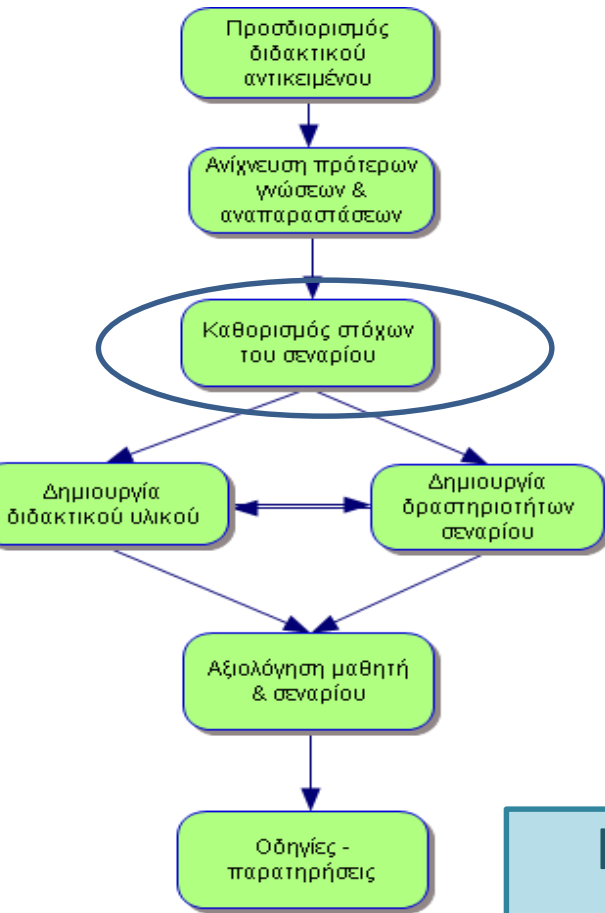 Προσδιορισμός
διδακτικού
αντικειμένου
Ανίχνευση πρότερων
γνώσεων &
αναπαραστάσεων
Καθορισμός στόχων
του σεναρίου
Δημιουργία
διδακτικού υλικού
Δημιουργία
δραστηριοτήτων
σεναρίου
Αξιολόγηση μαθητή
& σεναρίου
Οδηγίες -
παρατηρήσεις